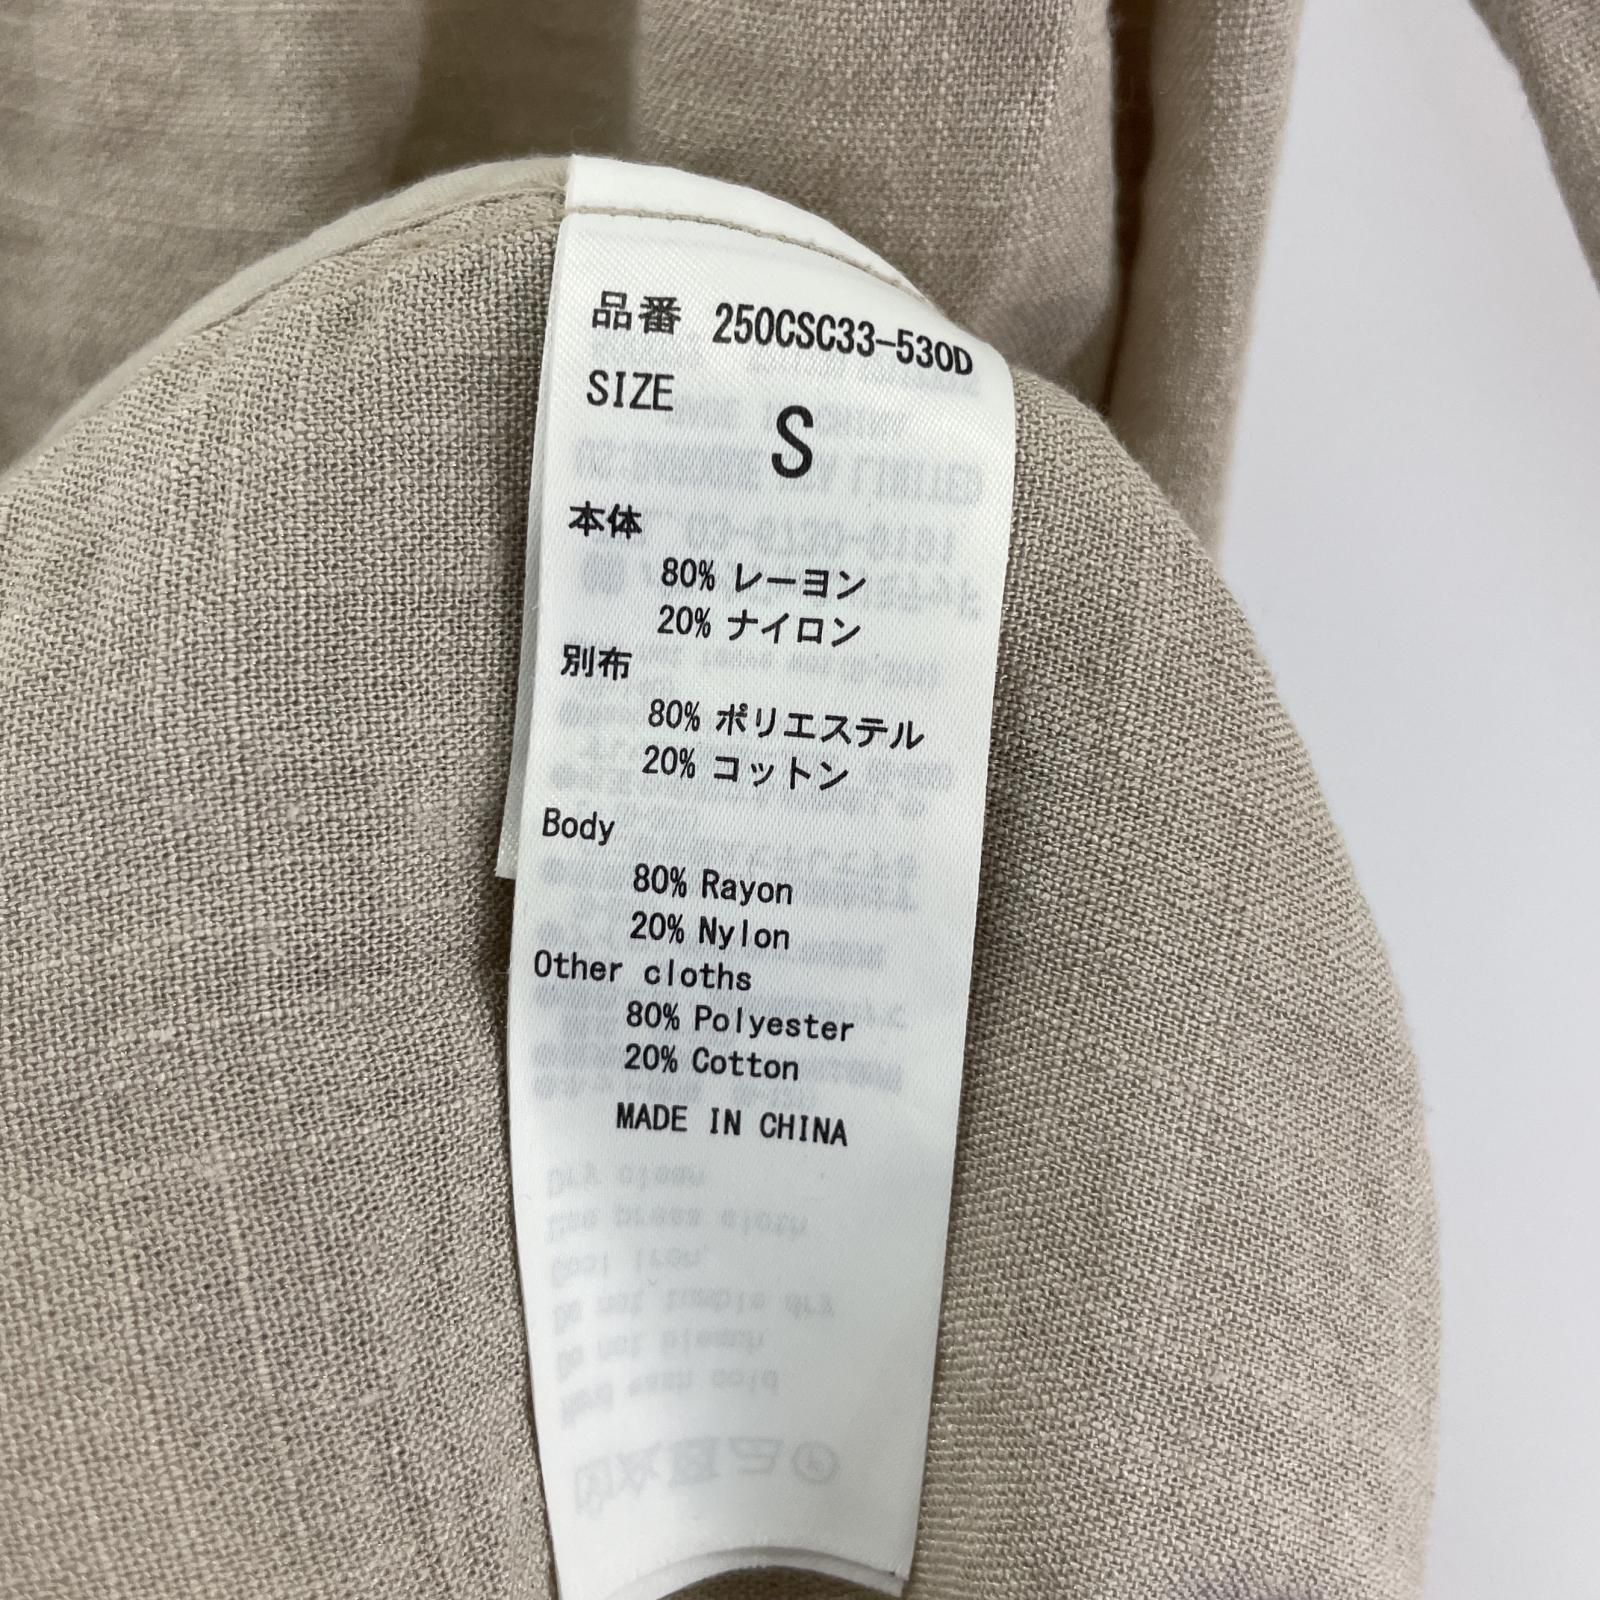 品番 250CSC33-530D
SIZE S
本体
80% レーヨン
20% ナイロン
別布
80% ポリエステル
20% コットン
Body
80% Rayon
20% Nylon
Other cloths
80% Polyester
20% Cotton
MADE IN CHINA